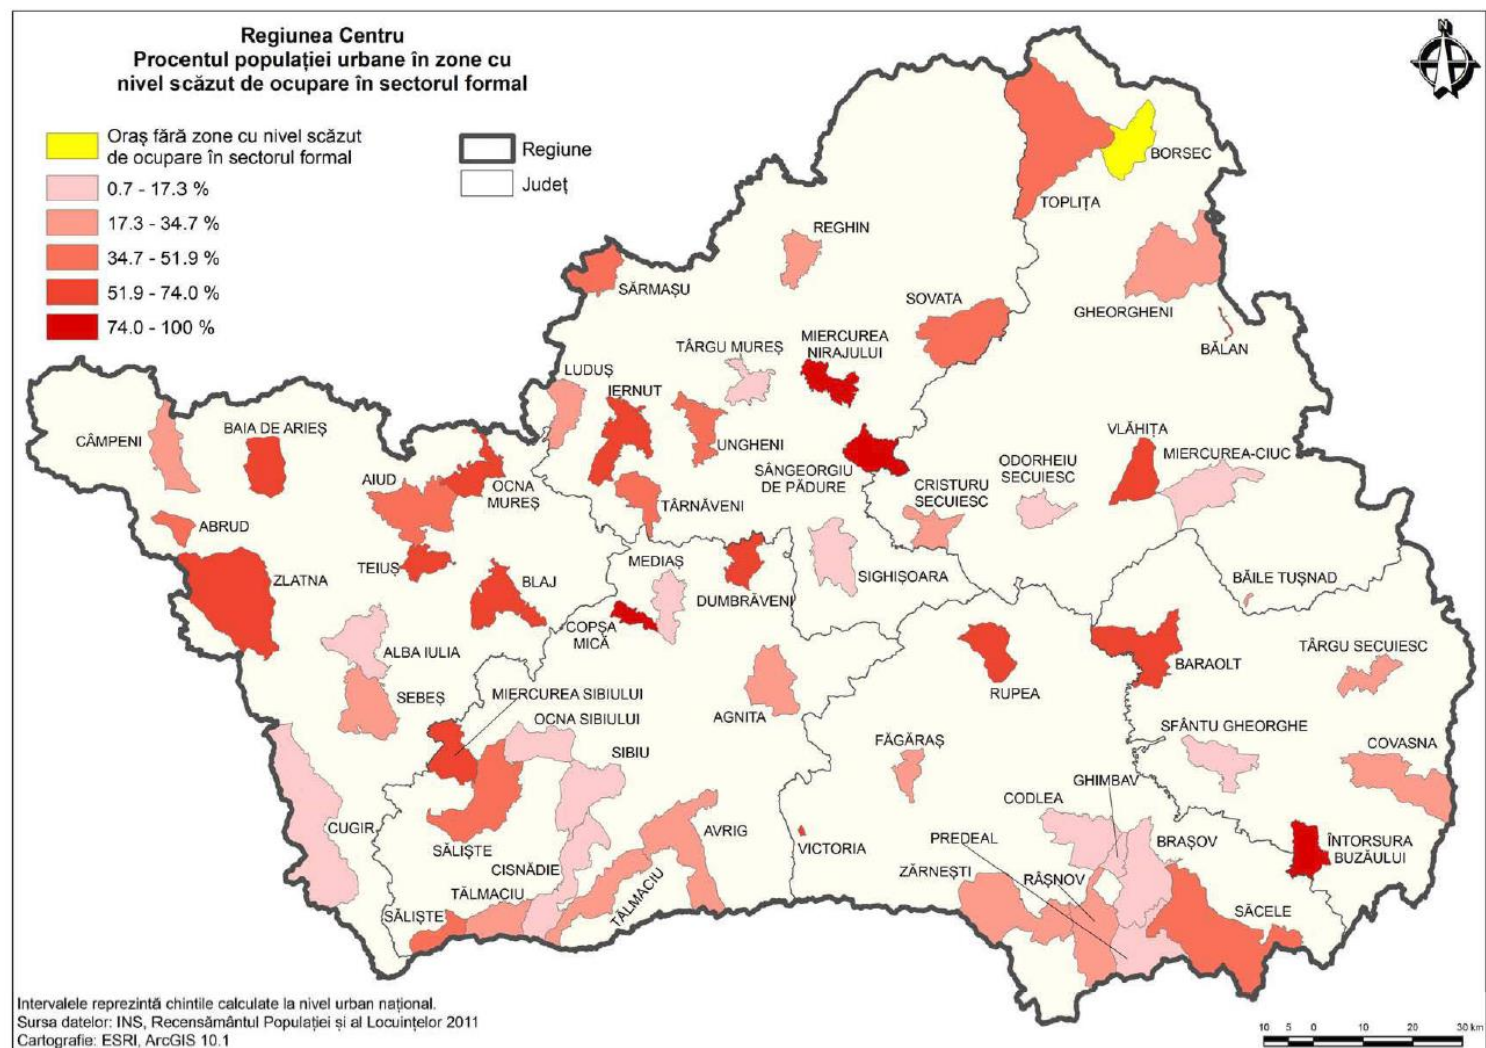 Regiunea Centru
Procentul populației urbane în zone cu
nivel scăzut de ocupare în sectorul formal
Oraș fără zone cu nivel scăzut
de ocupare în sectorul formal
0.7 - 17.3 %
17.3 - 34.7 %
34.7 - 51.9 %
51.9 - 74.0 %
74.0 - 100 %
Regiune
Județ
N
BORSEC
TOPLIȚA
REGHIN
SĂRMAȘU
SOVATA
GHEORGHENI
BĂLAN
TÂRGU MUREȘ
MIERCUREA
NIRAJULUI
LUDUȘ
IERNUT
UNGHENI
CÂMPENI
BAIA DE ARIEȘ
AIUD
OCNA
MUREȘ
TÂRNĂVENI
SÂNGEORGIU
DE PĂDURE
CRISTURU
SECUIESC
ODORHEIU
SECUIESC
VLĂHIȚA
MIERCUREA-CIUC
ABRUD
ZLATNA
TEIUȘ
BLAJ
MEDIAȘ
DUMBRĂVENI
SIGHIȘOARA
BĂILE TUȘNAD
COPȘA
MICĂ
ALBA IULIA
SEBEȘ
MIERCUREA SIBIULUI
OCNA SIBIULUI
SIBIU
AGNITA
RUPEA
BARAOLT
TÂRGU SECUIESC
SFÂNTU GHEORGHE
COVASNA
FĂGĂRAȘ
GHIMBAV
CODLEA
CUGIR
SĂLIȘTE
CISNĂDIE
AVRIG
VICTORIA
PREDEAL
BRAȘOV
ÎNTORSURA
BUZĂULUI
TĂLMACIU
TĂLMACIU
ZĂRNEȘTI
RÂȘNOV
SĂLIȘTE
SĂCELE
Intervalele reprezintă chintile calculate la nivel urban național.
Sursa datelor: INS, Recensământul Populației și al Locuințelor 2011
Cartografie: ESRI, ArcGIS 10.1
10 5 0 10 20 30 km